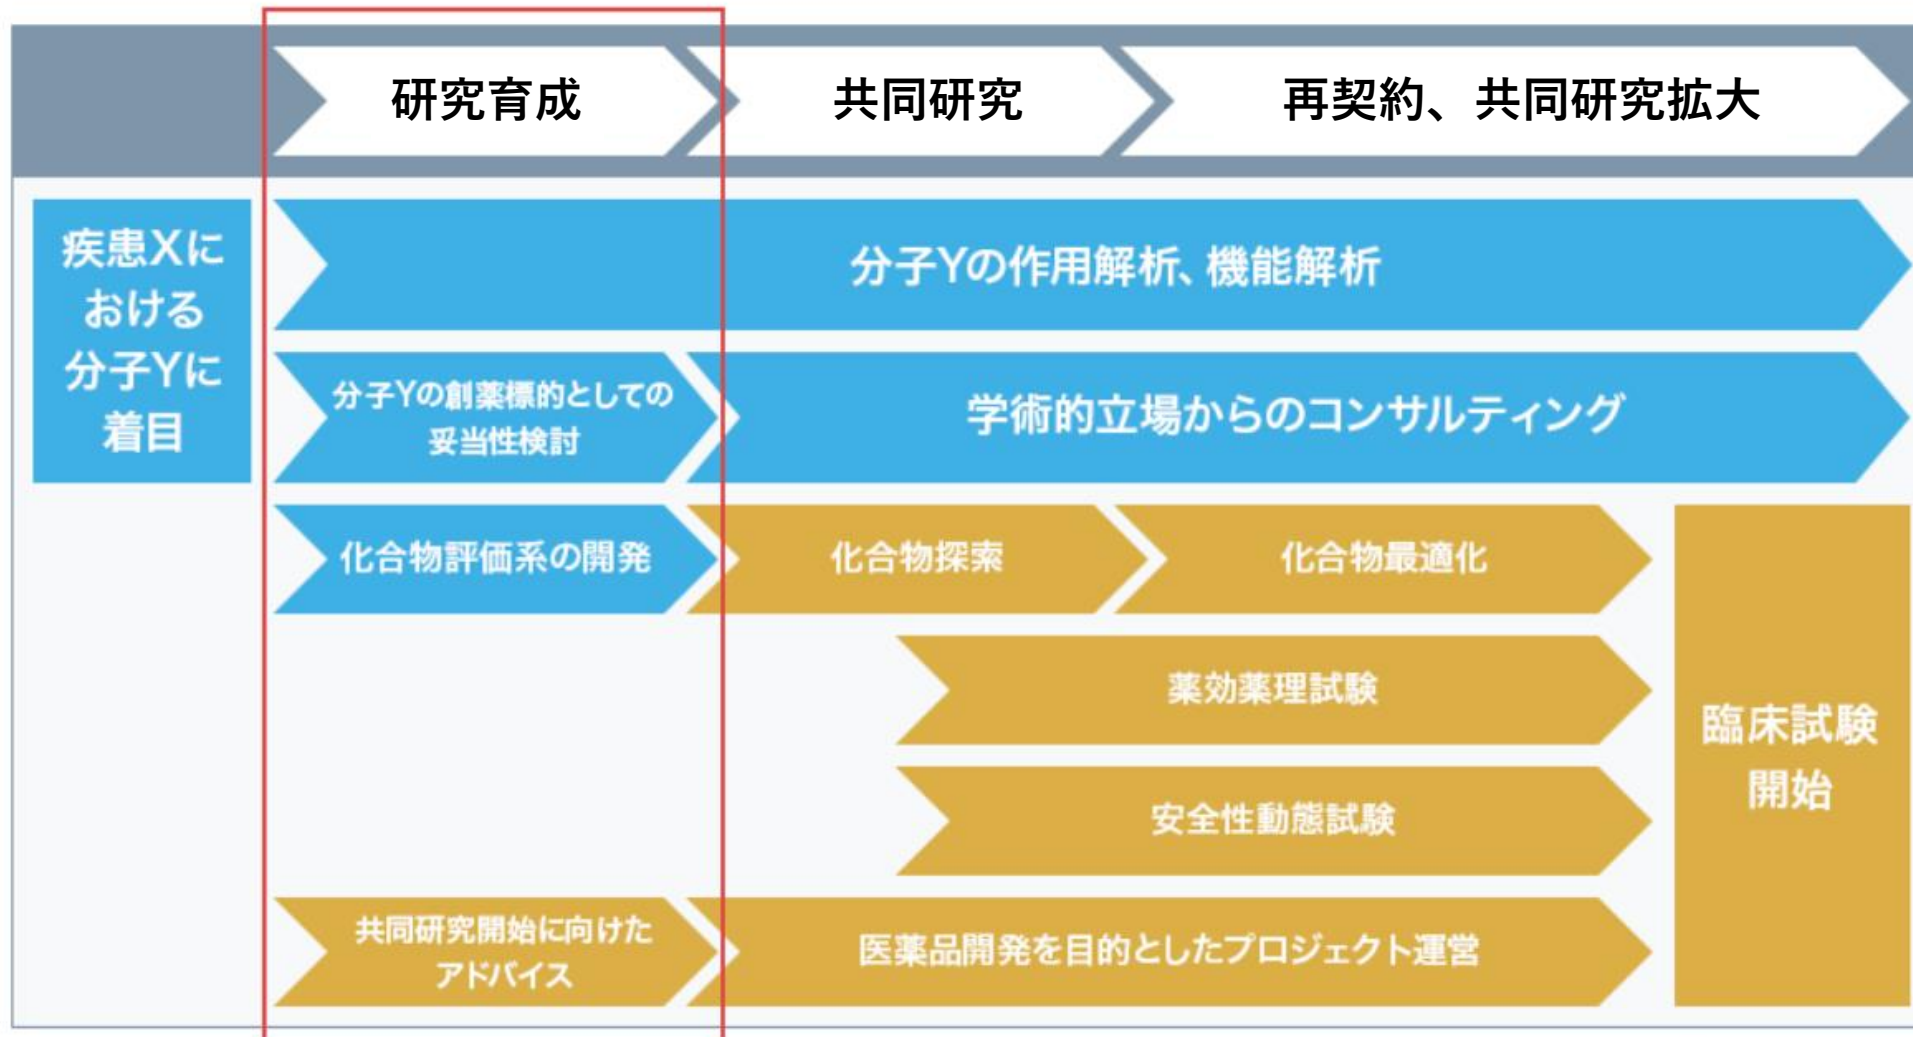 研究育成
共同研究
再契約、共同研究拡大
疾患Xに
おける
分子Yに
着目
分子Yの作用解析、機能解析
分子Yの創薬標的としての
妥当性検討
学術的立場からのコンサルティング
化合物評価系の開発
化合物探索
化合物最適化
薬効薬理試験
安全性動態試験
臨床試験
開始
共同研究開始に向けた
アドバイス
医薬品開発を目的としたプロジェクト運営